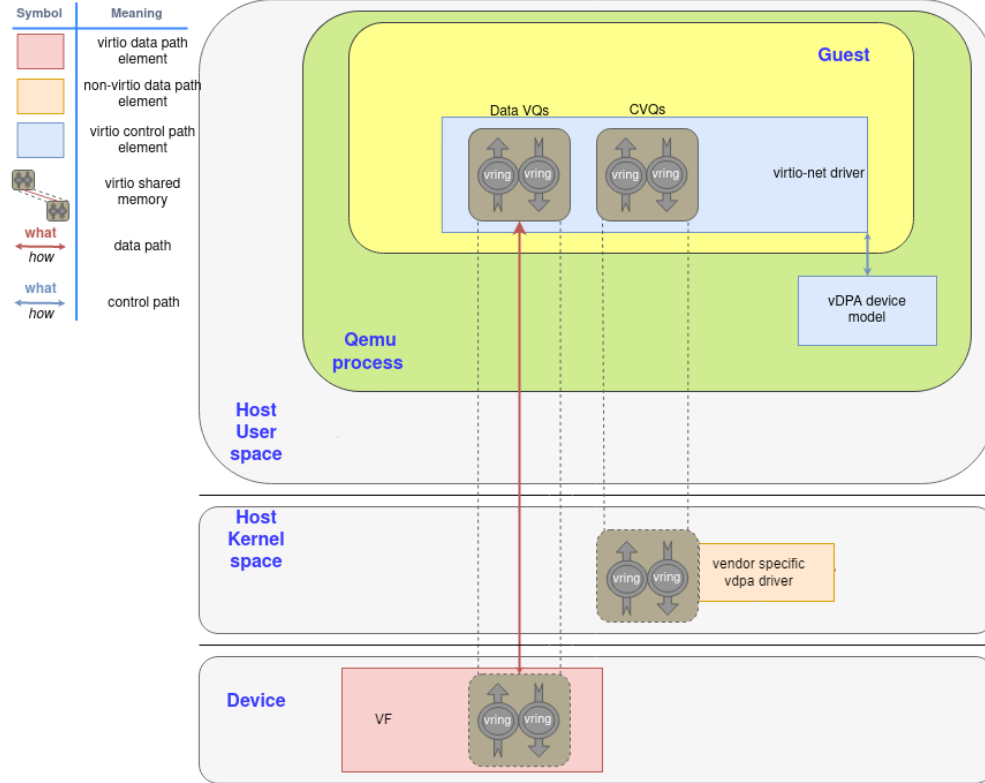 Symbol
Meaning
virtio data path
element
non-virtio data path
element
virtio control path
element
virtio shared
memory
what
how
data path
what
how
control path
Guest
Data VQs
CVQs
vring
vring
vring
vring
virtio-net driver
vDPA device
model
Qemu
process
Host
User
space
Host
Kernel
space
vring
vring
vendor specific
vdpa driver
Device
VF
vring
vring